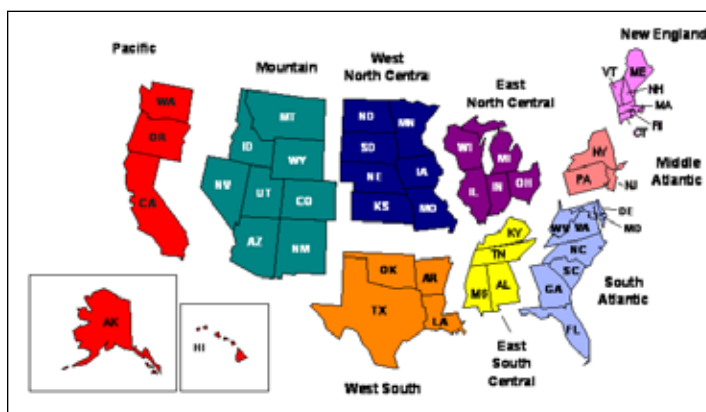 Pacific
WA
OR
CA
AK
HI
Mountain
MT
ID
WY
NV
UT
CO
AZ
NM
West
North Central
ND
MN
SD
NE
IA
KS
MO
East
North Central
WI
MI
IL
IN
OH
New England
VT
ME
NH
MA
RI
CT
Middle
Atlantic
NY
PA
NJ
South
Atlantic
DE
MD
WV
VA
NC
SC
GA
FL
East
South
Central
KY
TN
MS
AL
West South
OK
AR
TX
LA